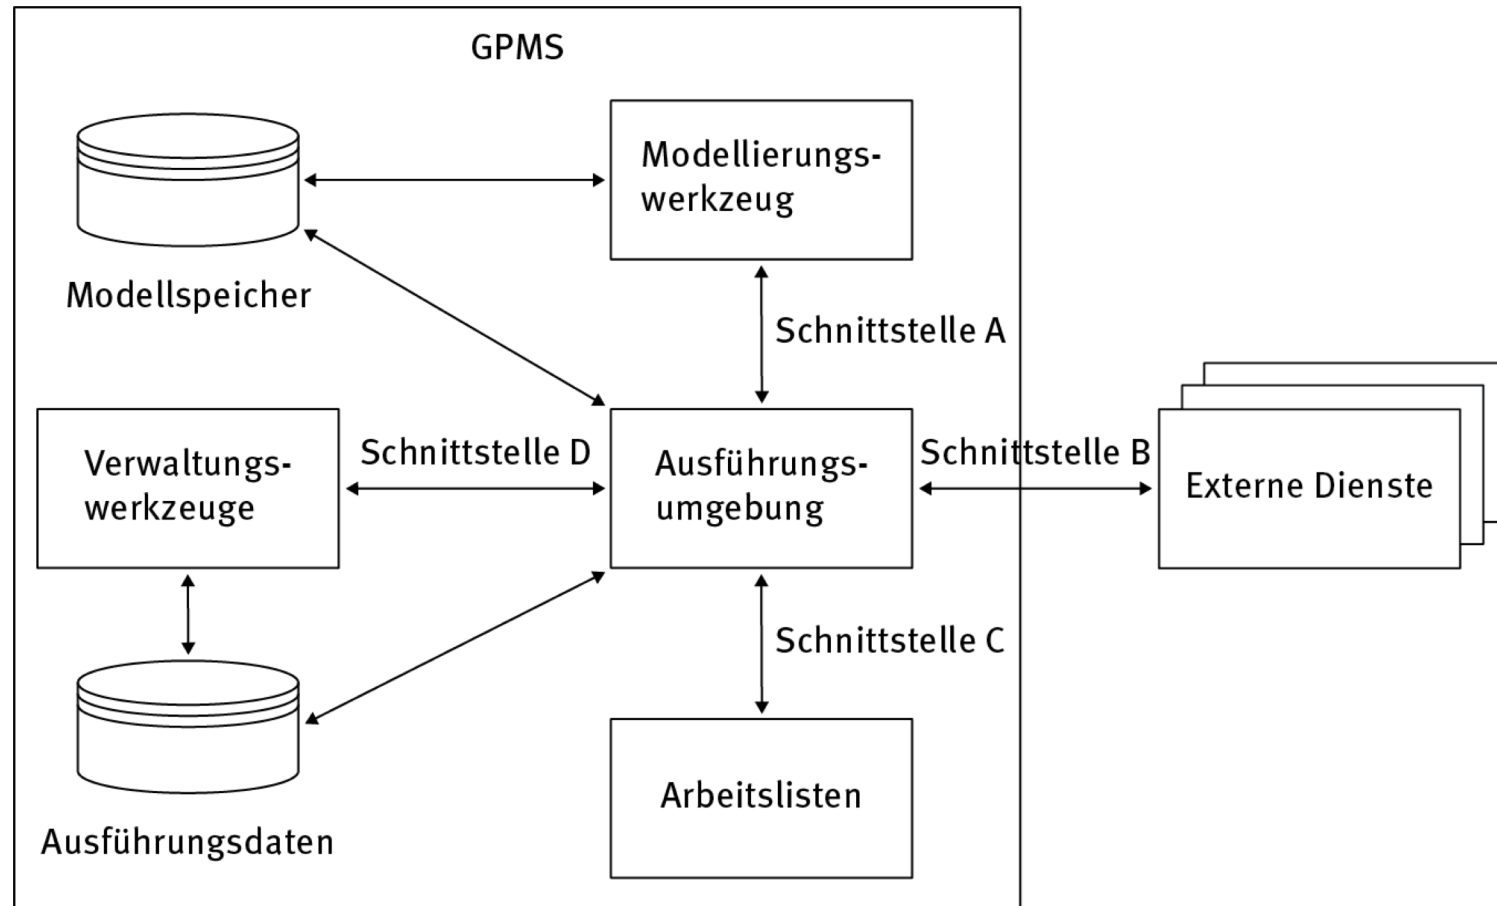 GPMS
Modellierungs-
werkzeug
Modellspeicher
Schnittstelle A
Verwaltungs-
werkzeuge
Schnittstelle D
Ausführungs-
umgebung
Schnittstelle B
Externe Dienste
Schnittstelle C
Arbeitslisten
Ausführungsdaten